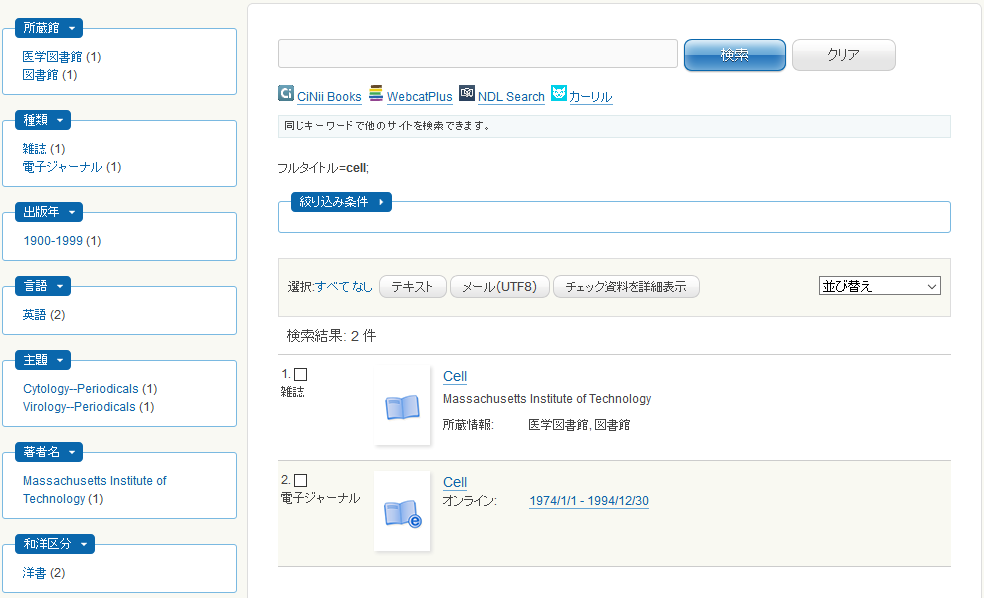 所蔵館
医学図書館 (1)
図書館 (1)
種類
雑誌 (1)
電子ジャーナル (1)
出版年
1900-1999 (1)
言語
英語 (2)
主題
Cytology--Periodicals (1)
Virology--Periodicals (1)
著者名
Massachusetts Institute of
Technology (1)
和洋区分
洋書 (2)
検索 クリア
Ci CiNii Books WebcatPlus NDL Search カーリル
同じキーワードで他のサイトを検索できます。
フルタイトル=cell;
絞り込み条件
選択:すべて なし テキスト メール(UTF8) チェック資料を詳細表示 並び替え
検索結果: 2 件
1. Cell
雑誌
Massachusetts Institute of Technology
所蔵情報: 医学図書館, 図書館
2. Cell
電子ジャーナル
オンライン: 1974/1/1 - 1994/12/30
e